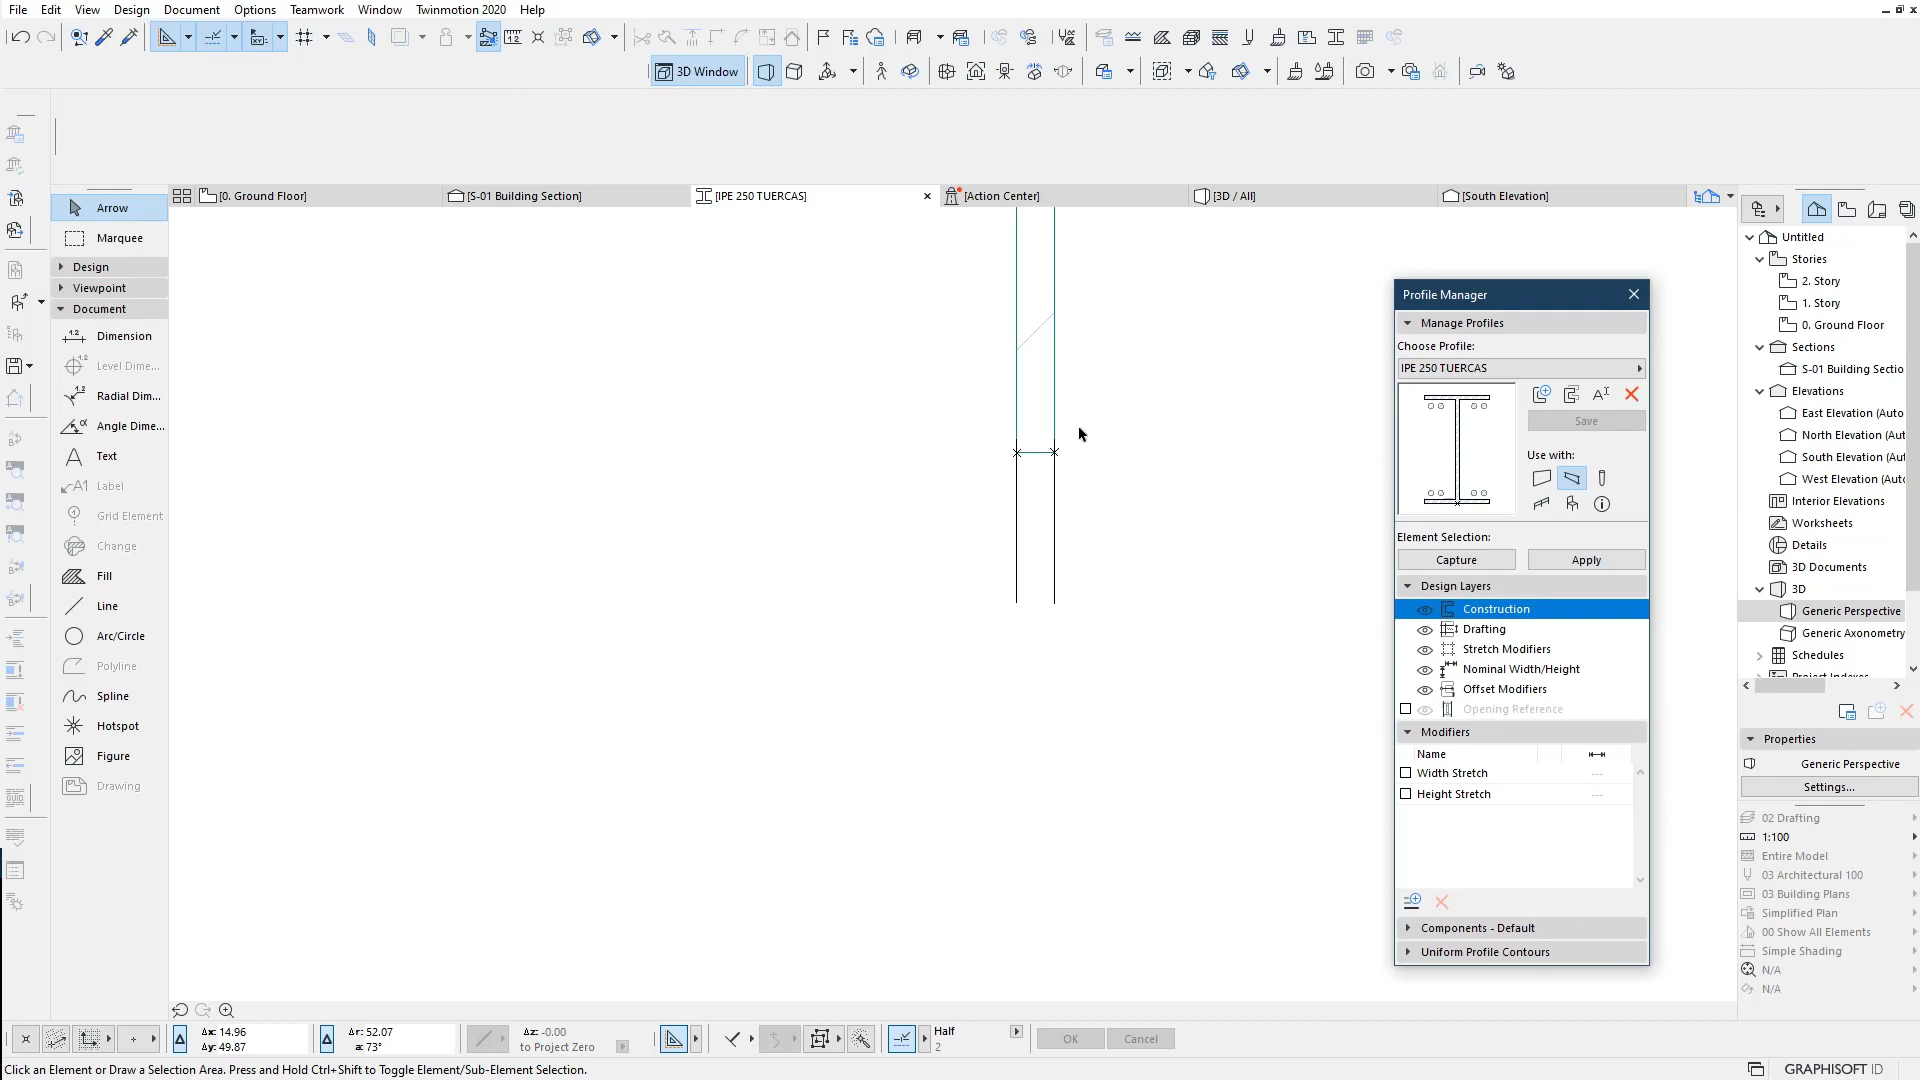 File Edit View Design Document Options Teamwork Window Twinmotion 2020 Help
3D Window
[0. Ground Floor]
[S-01 Building Section]
[IPE 250 TUERCAS]
[Action Center]
[3D / All]
[South Elevation]
Arrow
Marquee
Design
Viewpoint
Document
Dimension
Level Dime...
Radial Dim...
Angle Dime...
Text
Label
Grid Element
Change
Fill
Line
Arc/Circle
Polyline
Spline
Hotspot
Figure
Drawing
Profile Manager
Manage Profiles
Choose Profile:
IPE 250 TUERCAS
Save
Use with:
Element Selection:
Capture
Apply
Design Layers
Construction
Drafting
Stretch Modifiers
Nominal Width/Height
Offset Modifiers
Opening Reference
Modifiers
Name
Width Stretch ---
Height Stretch ---
Components - Default
Uniform Profile Contours
Untitled
Stories
2. Story
1. Story
0. Ground Floor
Sections
S-01 Building Sectio
Elevations
East Elevation (Auto
North Elevation (Aut
South Elevation (Aut
West Elevation (Auto
Interior Elevations
Worksheets
Details
3D Documents
3D
Generic Perspective
Generic Axonometry
Schedules
Project Indexes
Properties
Generic Perspective
Settings...
02 Drafting
1:100
Entire Model
03 Architectural 100
03 Building Plans
Simplified Plan
00 Show All Elements
Simple Shading
N/A
N/A
Δx: 14.96
Δy: 49.87
Δr: 52.07
a: 73°
Δz: -0.00
to Project Zero
Half
2
OK
Cancel
Click an Element or Draw a Selection Area. Press and Hold Ctrl+Shift to Toggle Element/Sub-Element Selection.
GRAPHISOFT ID